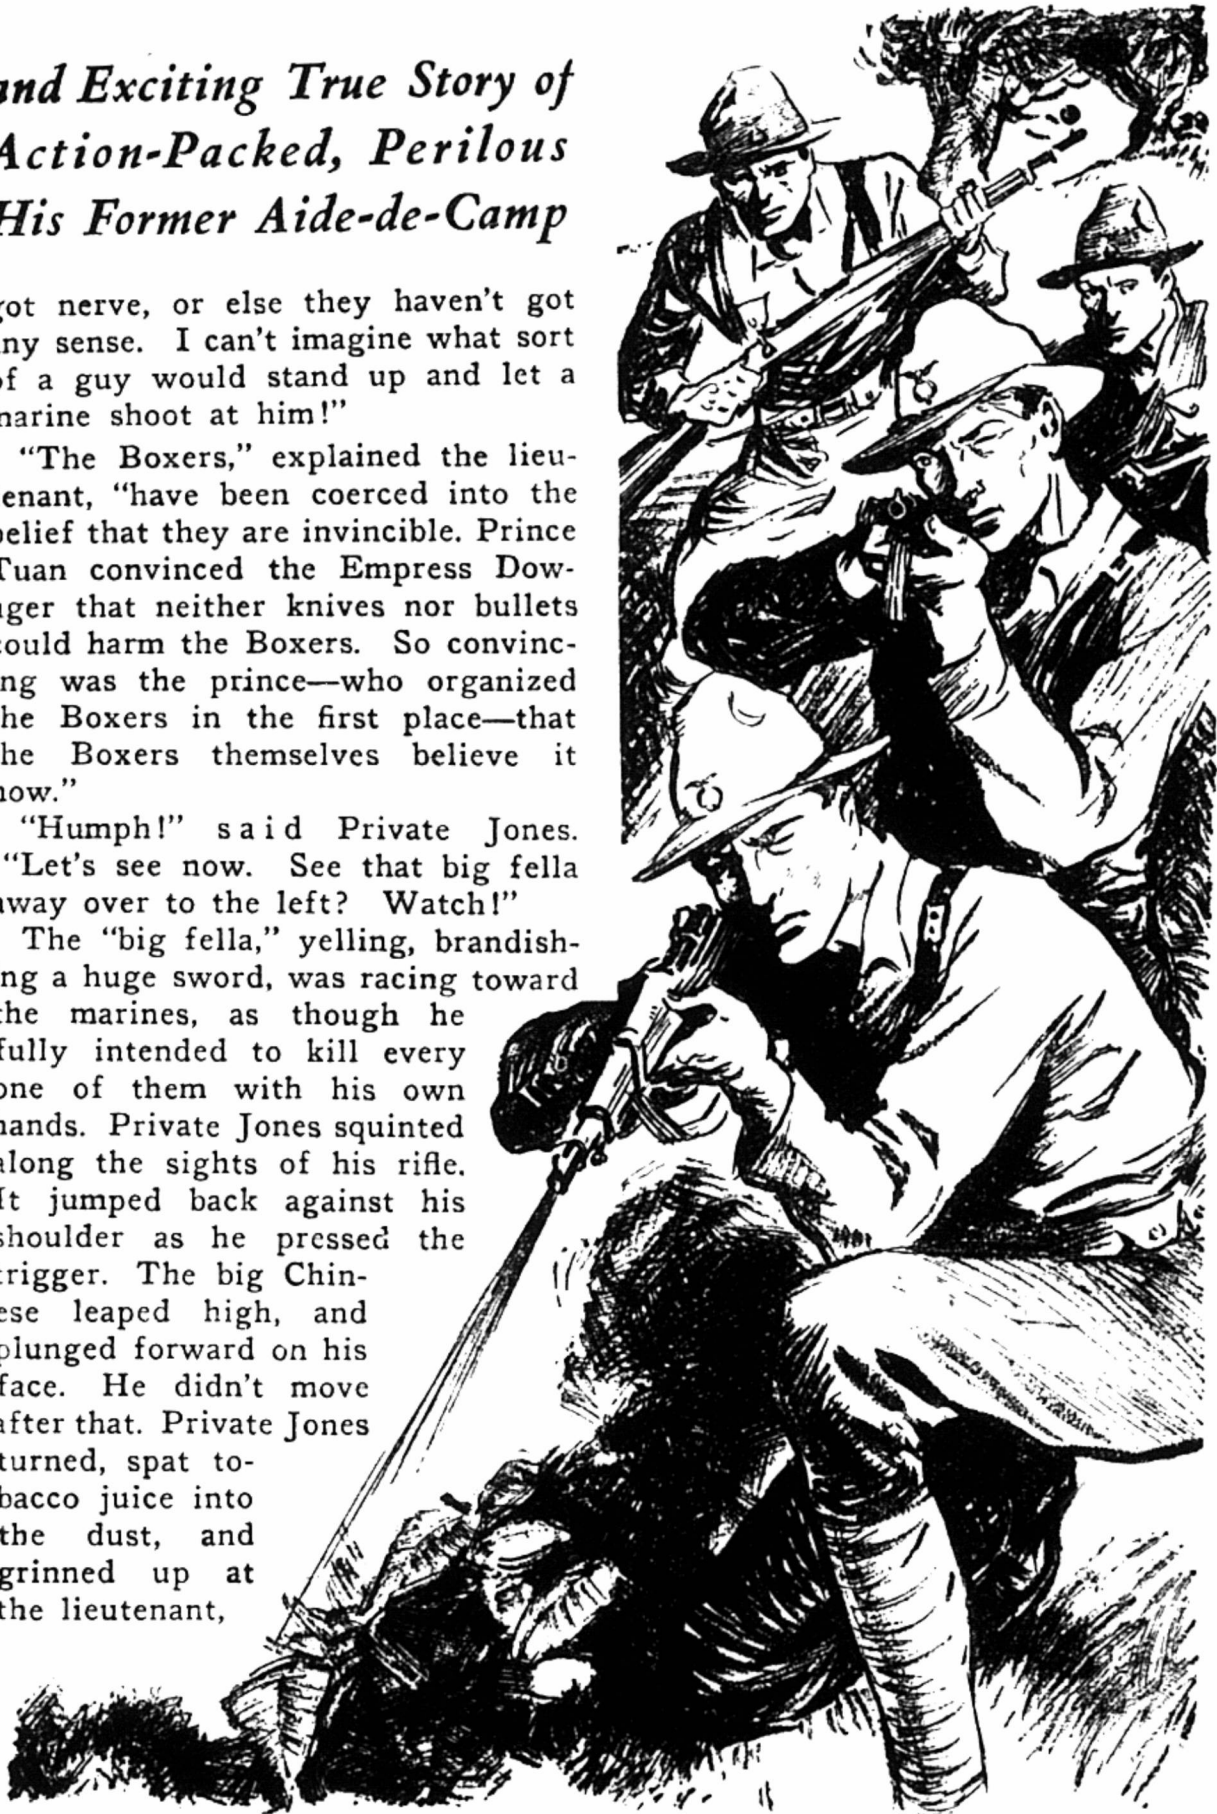 and Exciting True Story of
Action-Packed, Perilous
His Former Aide-de-Camp
got nerve, or else they haven't got
any sense. I can't imagine what sort
of a guy would stand up and let a
marine shoot at him!”
“The Boxers,” explained the lieu-
tenant, “have been coerced into the
belief that they are invincible. Prince
Tuan convinced the Empress Dow-
ager that neither knives nor bullets
could harm the Boxers. So convinc-
ing was the prince—who organized
the Boxers in the first place—that
the Boxers themselves believe it
now.”
“Humph!” said Private Jones.
“Let's see now. See that big fella
away over to the left? Watch!”
The “big fella,” yelling, brandish-
ing a huge sword, was racing toward
the marines, as though he
fully intended to kill every
one of them with his own
hands. Private Jones squinted
along the sights of his rifle.
It jumped back against his
shoulder as he pressed the
trigger. The big Chin-
ese leaped high, and
plunged forward on his
face. He didn't move
after that. Private Jones
turned, spat to-
bacco juice into
the dust, and
grinned up at
the lieutenant,